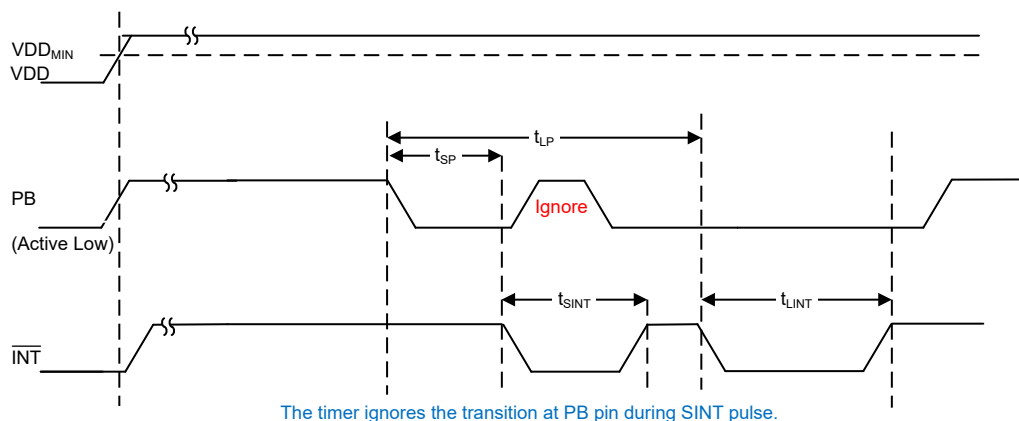 VDDMIN
VDD
tLP
tSP
PB
Ignore
(Active Low)
tSINT
tLINT
INT
The timer ignores the transition at PB pin during SINT pulse.